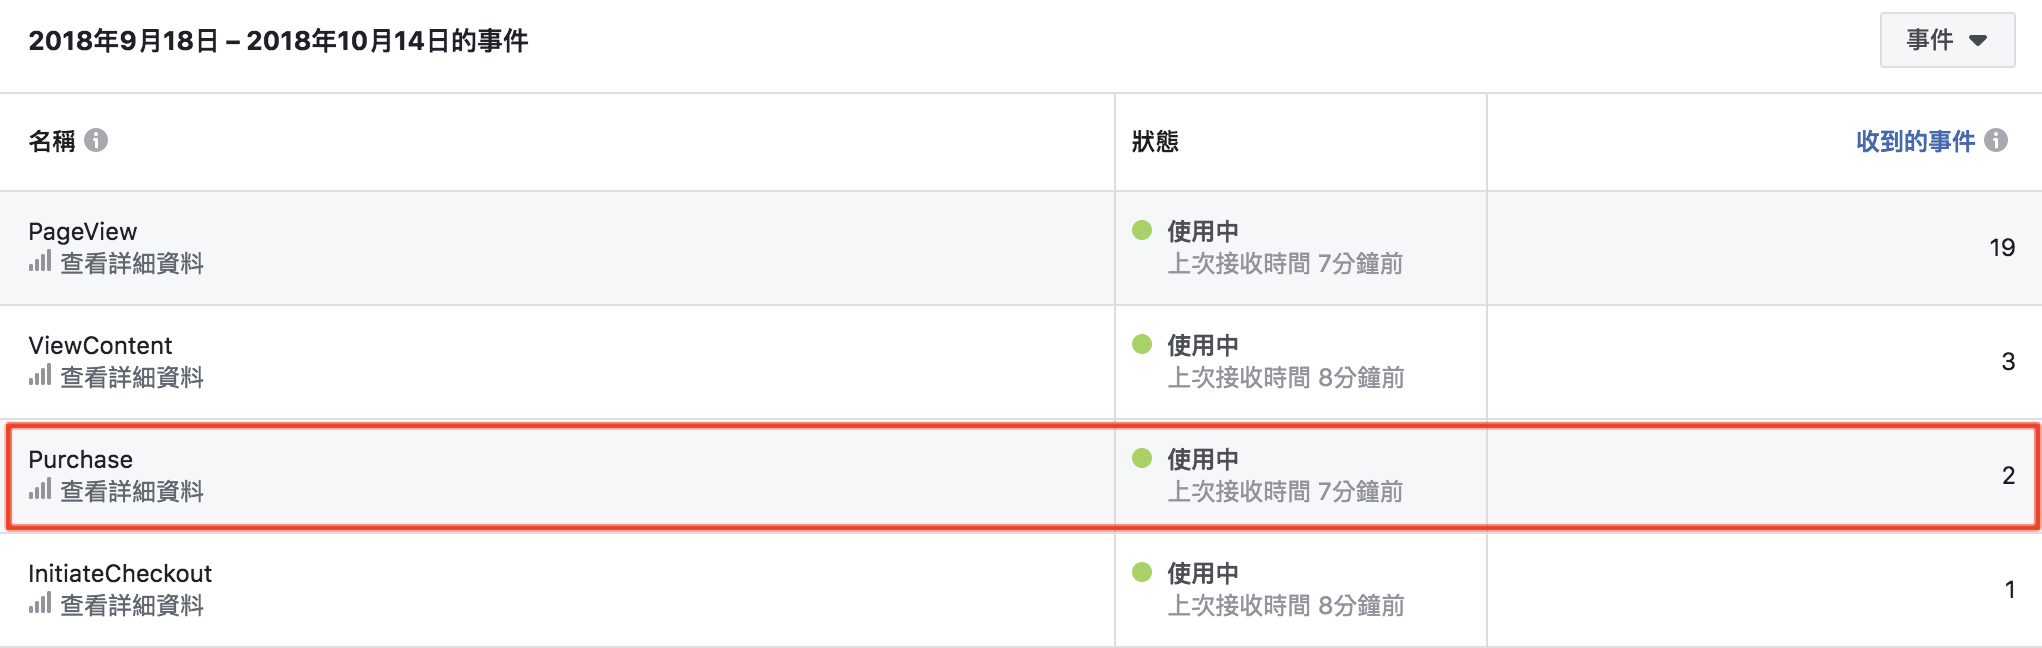 2018年9月18日 – 2018年10月14日的事件
事件
名稱
狀態
收到的事件
PageView
查看詳細資料
使用中
上次接收時間 7分鐘前
19
ViewContent
查看詳細資料
使用中
上次接收時間 8分鐘前
3
Purchase
查看詳細資料
使用中
上次接收時間 7分鐘前
2
InitiateCheckout
查看詳細資料
使用中
上次接收時間 8分鐘前
1